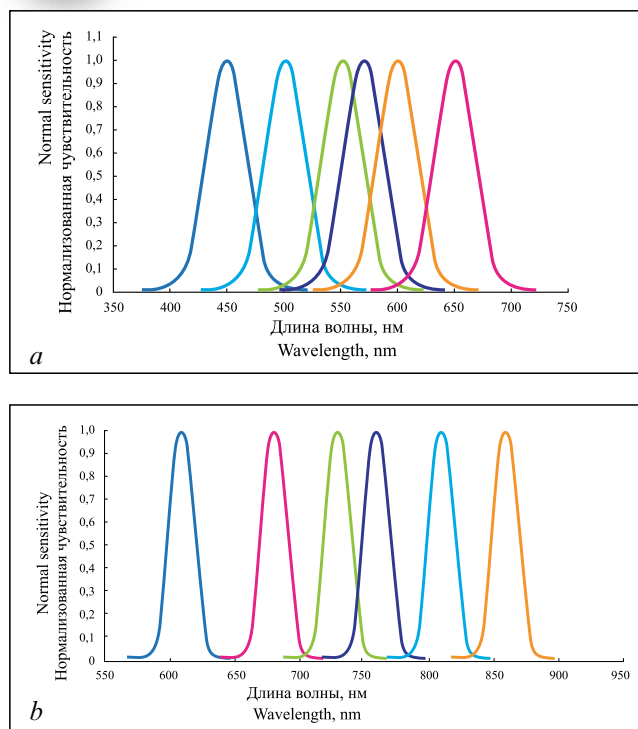 Normal sensitivity
Нормализованная чувствительность
1,1
1,0
0,9
0,8
0,7
0,6
0,5
0,4
0,3
0,2
0,1
0
350 400 450 500 550 600 650 700 750
Длина волны, нм
Wavelength, nm
a
Normal sensitivity
Нормализованная чувствительность
1,0
0,9
0,8
0,7
0,6
0,5
0,4
0,3
0,2
0,1
0
550 600 650 700 750 800 850 900 950
Длина волны, нм
Wavelength, nm
b